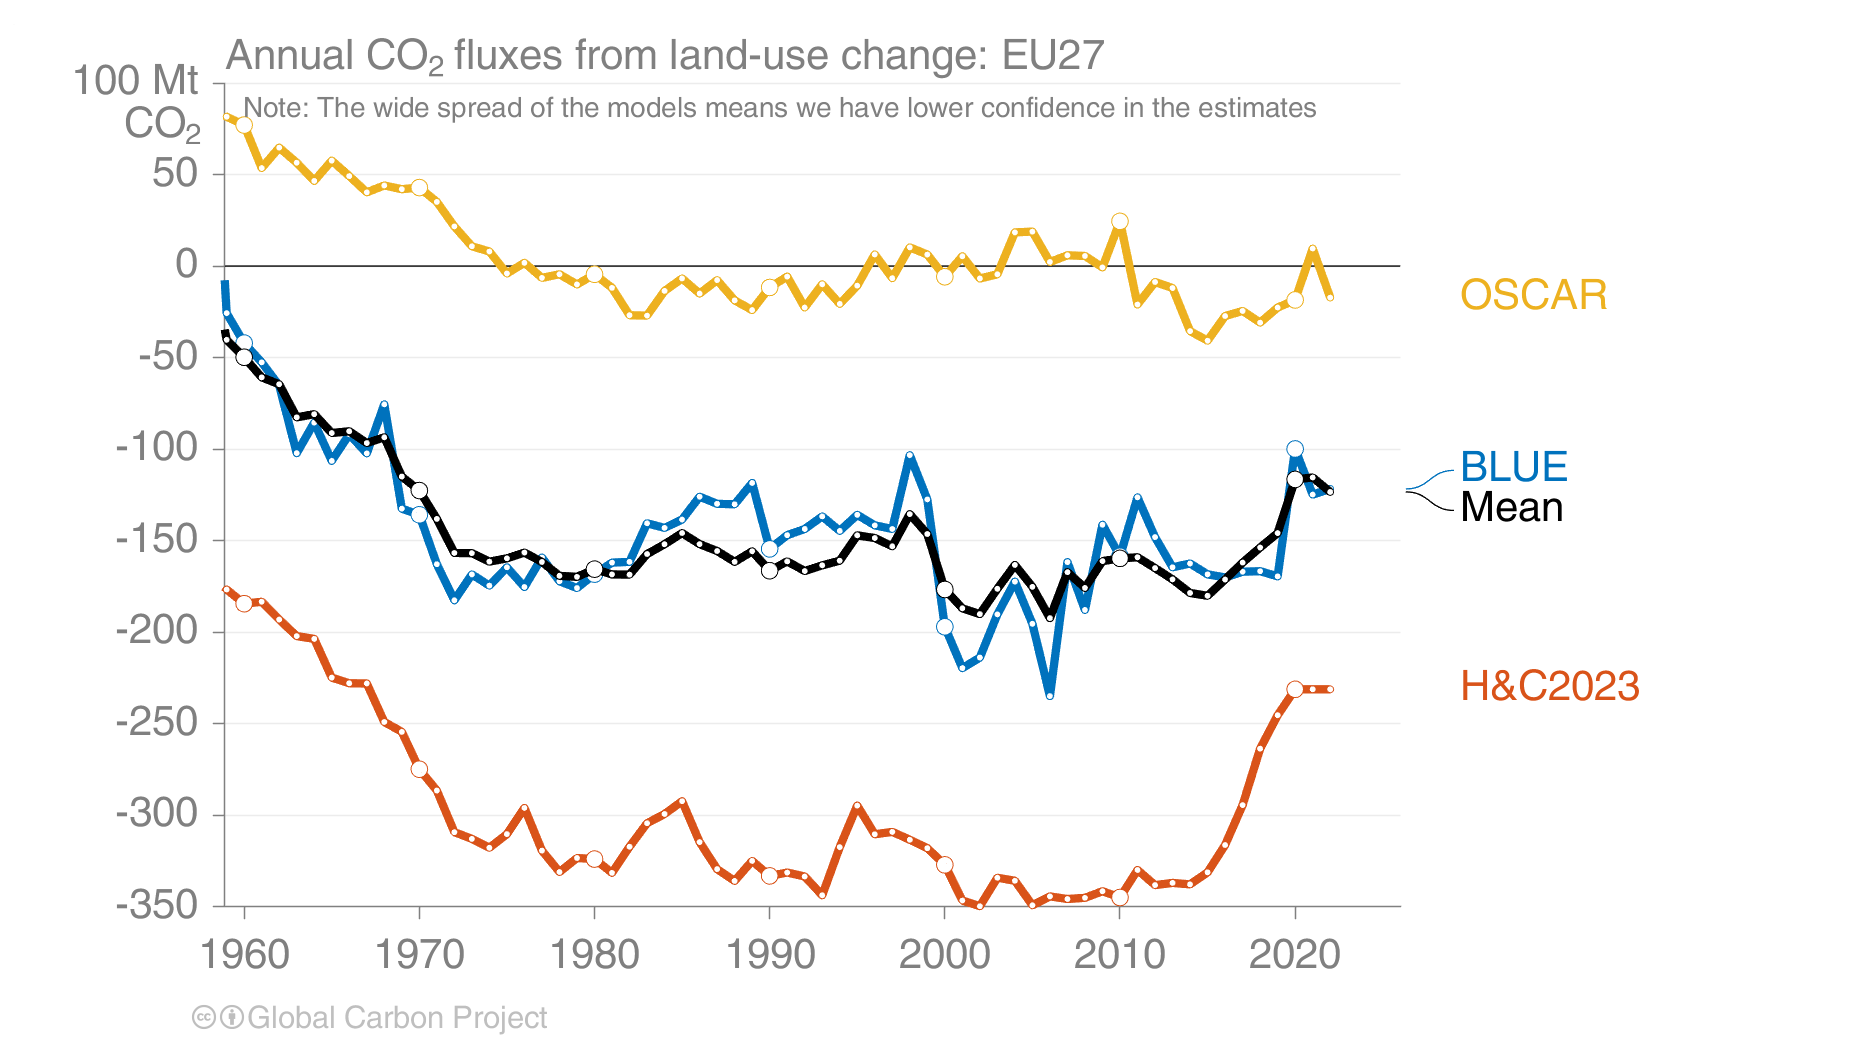 Annual CO₂ fluxes from land-use change: EU27
100 Mt
CO₂
Note: The wide spread of the models means we have lower confidence in the estimates
50
0
-50
-100
-150
-200
-250
-300
-350
OSCAR
BLUE
Mean
H&C2023
1960 1970 1980 1990 2000 2010 2020
cc Global Carbon Project